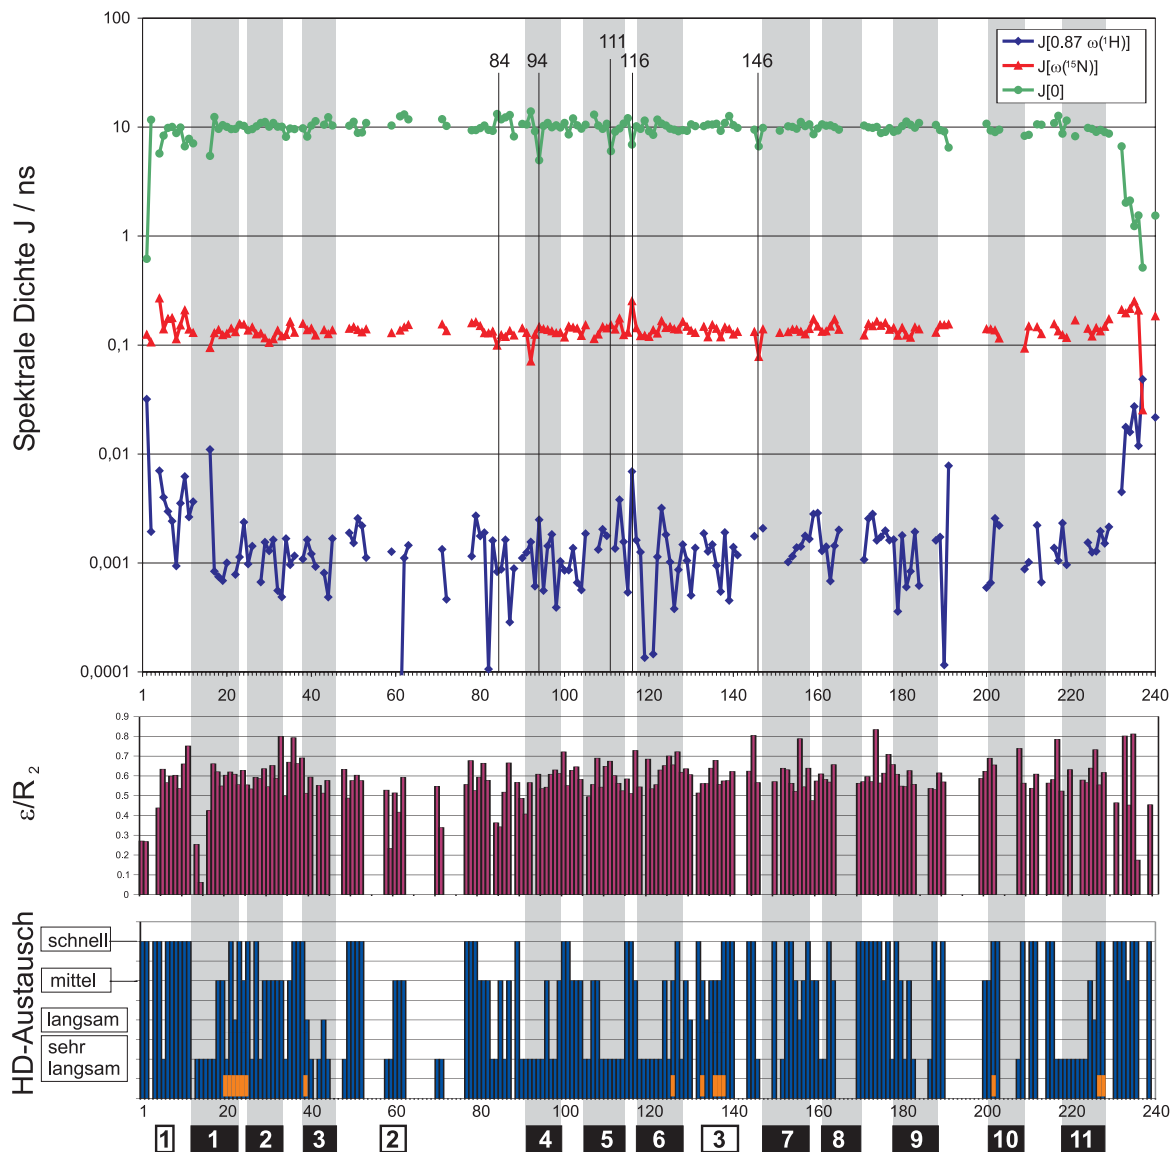 100
10
1
0,1
0,01
0,001
0,0001
Spektrale Dichte J / ns
84
94
111
116
146
J[0.87 ω(¹H)]
J[ω(¹⁵N)]
J[0]
1 20 40 60 80 100 120 140 160 180 200 220 240
ε/R₂
0.9
0.8
0.7
0.6
0.5
0.4
0.3
0.2
0.1
0
HD-Austausch
schnell
mittel
langsam
sehr
langsam
1 20 40 60 80 100 120 140 160 180 200 220 240
1 1 2 3 2 4 5 6 3 7 8 9 10 11